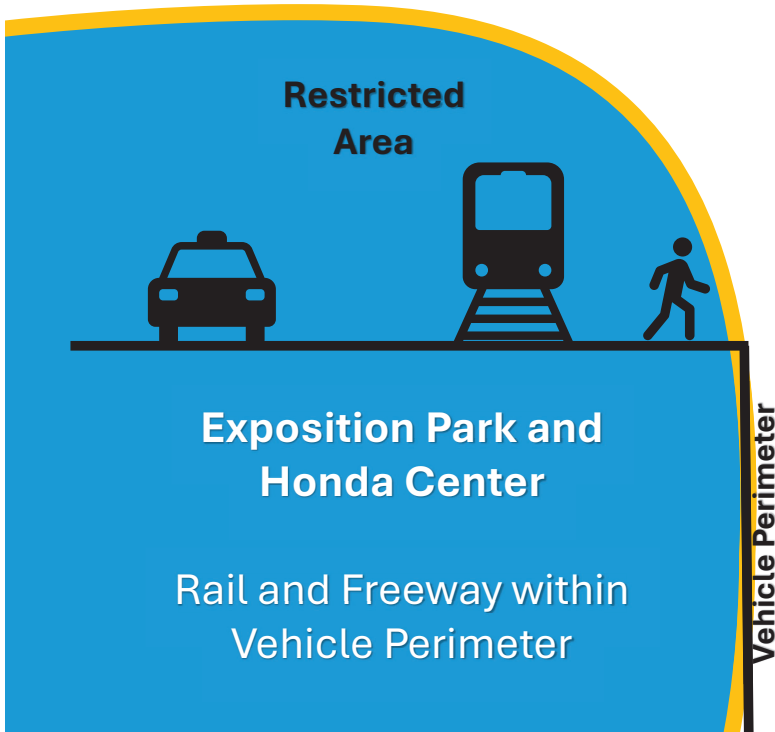 Restricted
Area
Exposition Park and
Honda Center
Rail and Freeway within
Vehicle Perimeter
Vehicle Perimeter